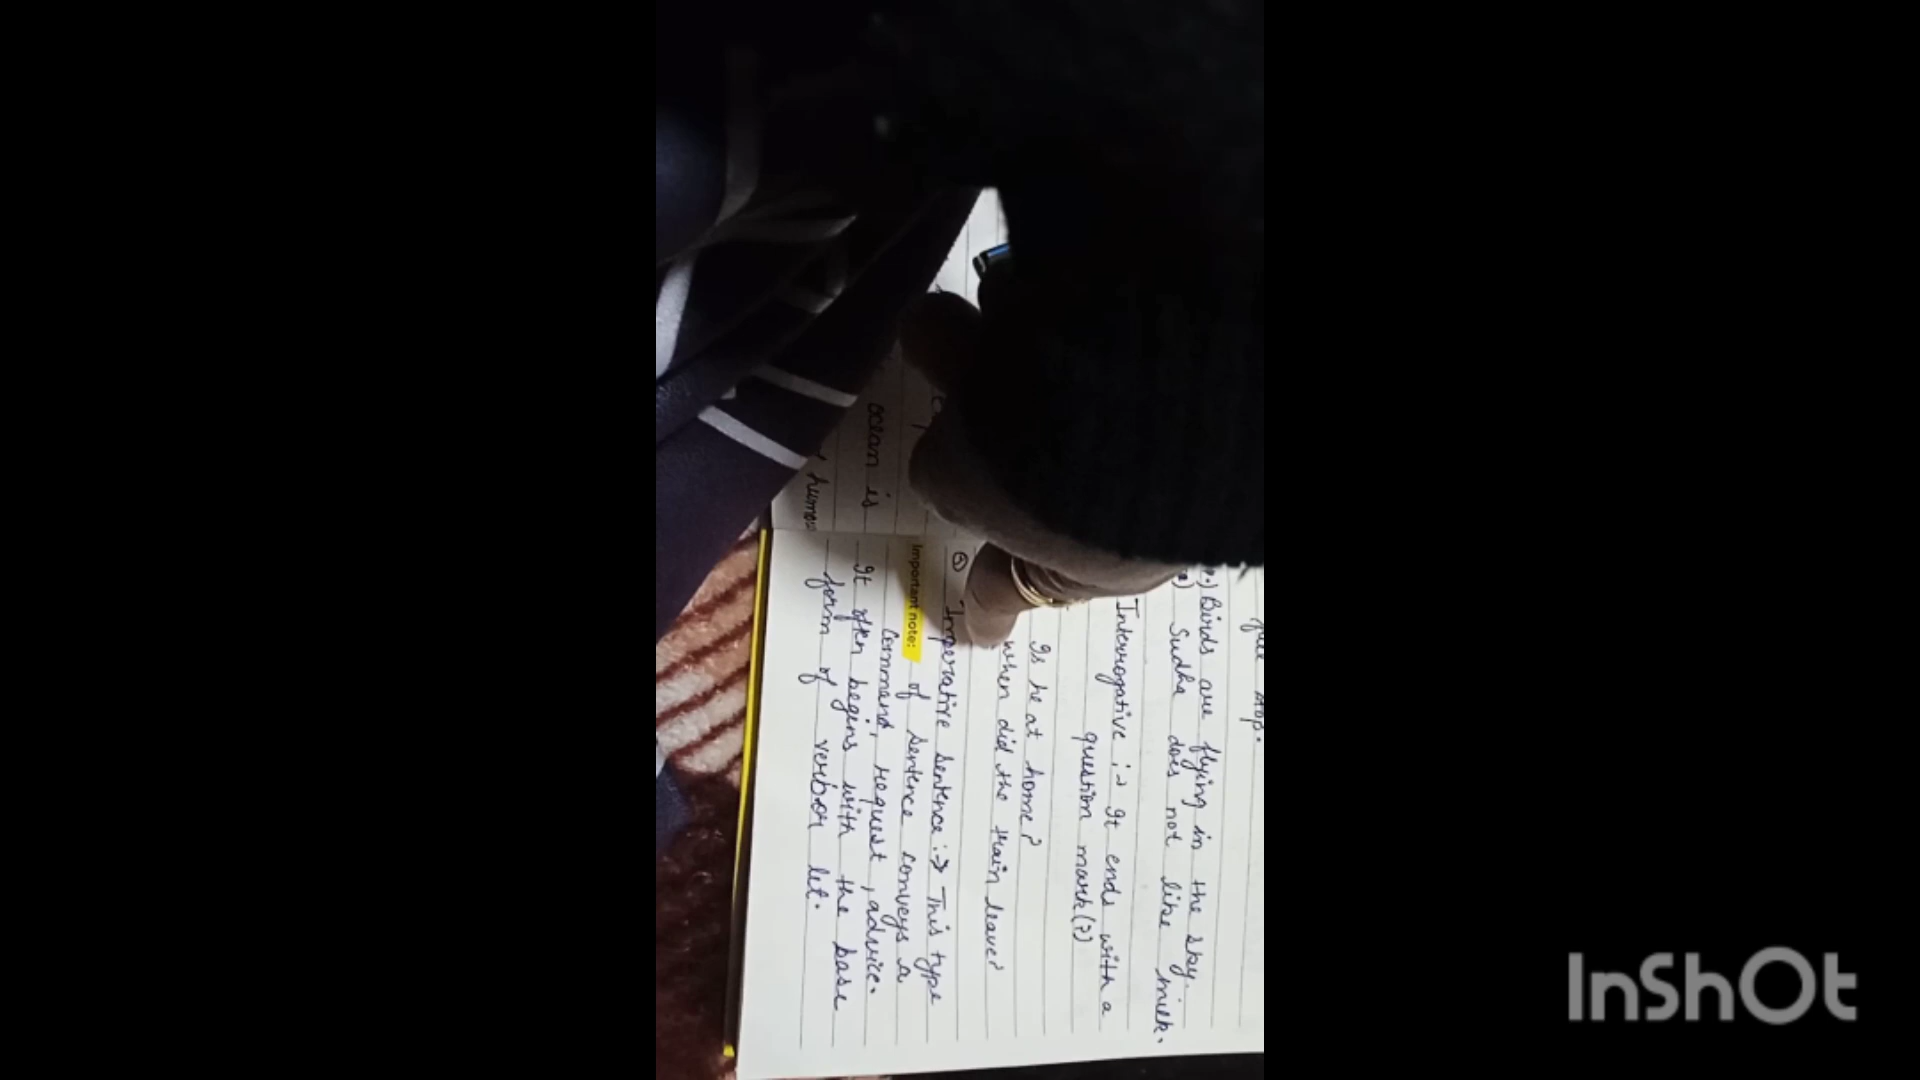 full stop.
Birds are flying in the sky.
Sudha does not like milk.
Interrogative :→ It ends with a
question mark (?)
Is he at home?
When did the train leave?
③ Imperative sentence :→ This type
Important note: of sentence conveys a
Command, request, advice.
It often begins with the base
form of verb or let.
ocean is
InShOt